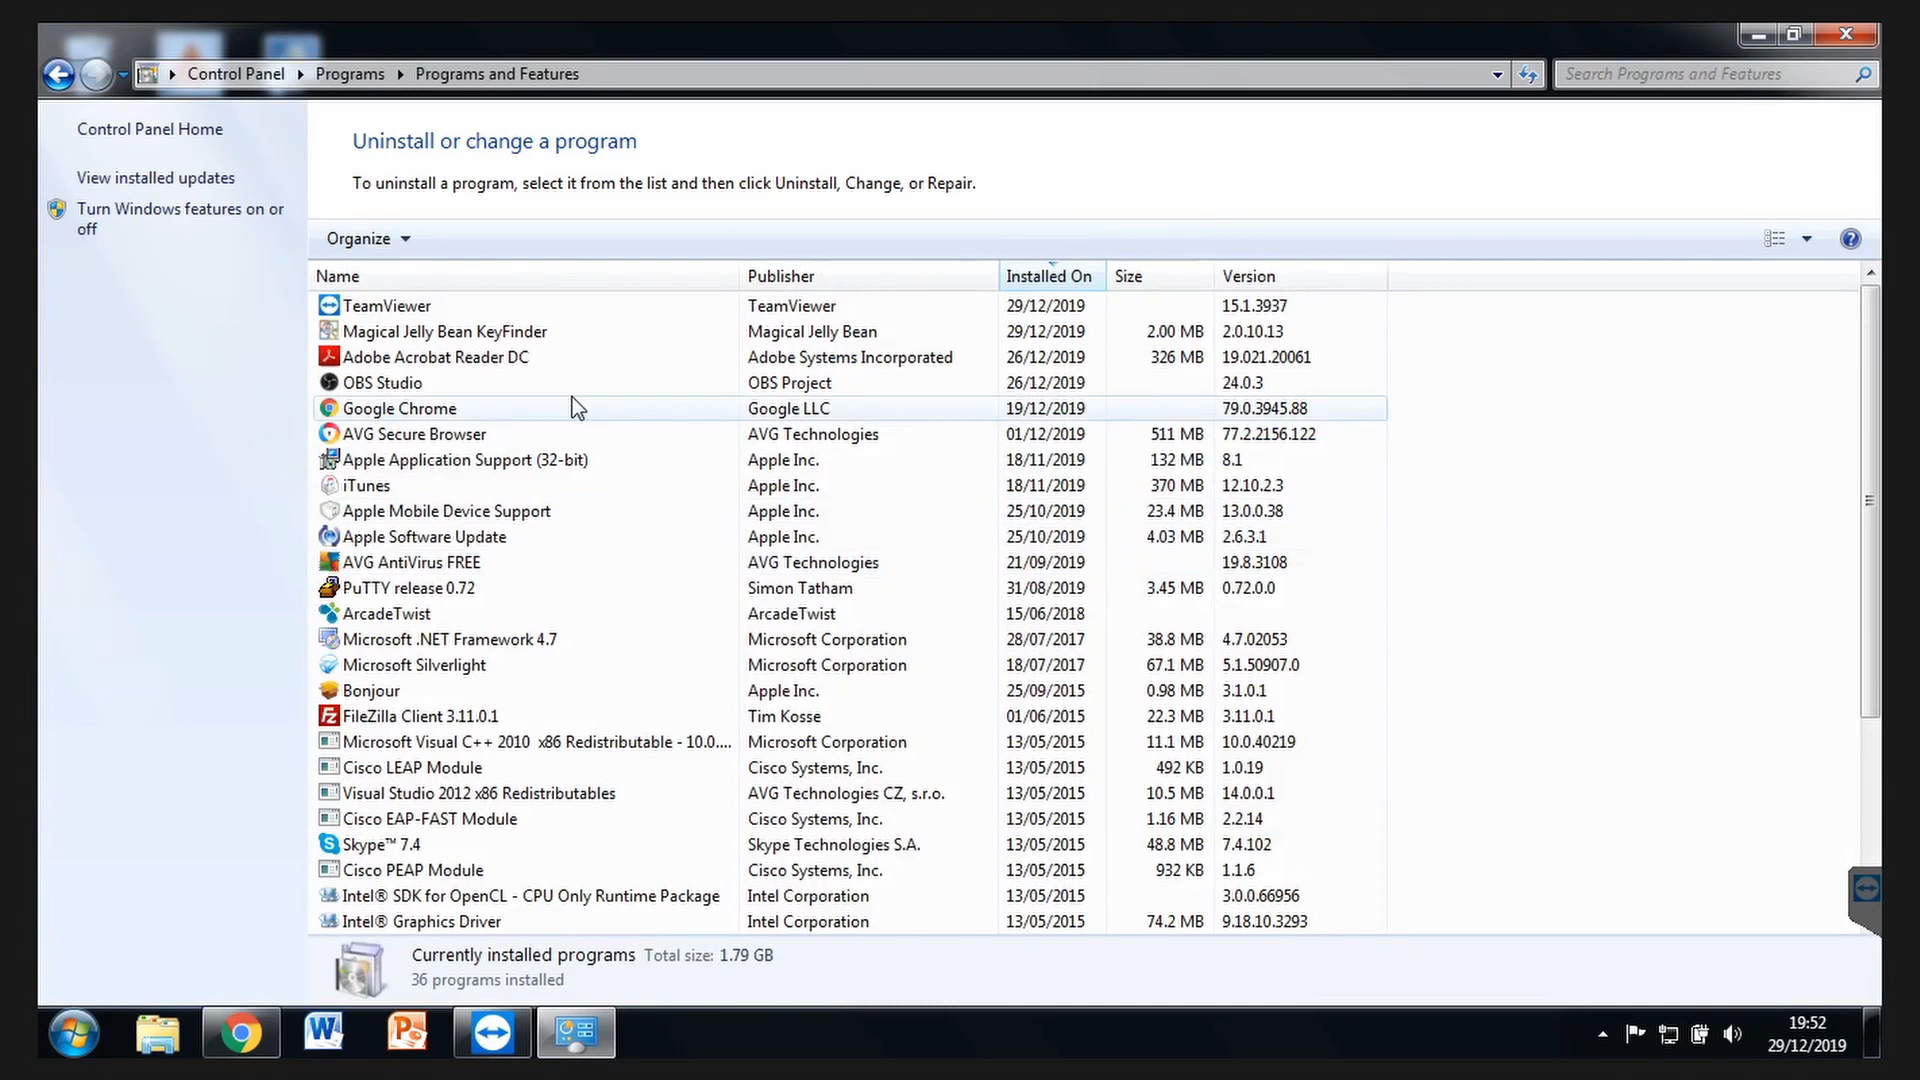 Control Panel Programs Programs and Features
Search Programs and Features
Control Panel Home
View installed updates
Turn Windows features on or
off
Uninstall or change a program
To uninstall a program, select it from the list and then click Uninstall, Change, or Repair.
Organize
Name Publisher Installed On Size Version
TeamViewer TeamViewer 29/12/2019 15.1.3937
Magical Jelly Bean KeyFinder Magical Jelly Bean 29/12/2019 2.00 MB 2.0.10.13
Adobe Acrobat Reader DC Adobe Systems Incorporated 26/12/2019 326 MB 19.021.20061
OBS Studio OBS Project 26/12/2019 24.0.3
Google Chrome Google LLC 19/12/2019 79.0.3945.88
AVG Secure Browser AVG Technologies 01/12/2019 511 MB 77.2.2156.122
Apple Application Support (32-bit) Apple Inc. 18/11/2019 132 MB 8.1
iTunes Apple Inc. 18/11/2019 370 MB 12.10.2.3
Apple Mobile Device Support Apple Inc. 25/10/2019 23.4 MB 13.0.0.38
Apple Software Update Apple Inc. 25/10/2019 4.03 MB 2.6.3.1
AVG AntiVirus FREE AVG Technologies 21/09/2019 19.8.3108
PuTTY release 0.72 Simon Tatham 31/08/2019 3.45 MB 0.72.0.0
ArcadeTwist ArcadeTwist 15/06/2018
Microsoft .NET Framework 4.7 Microsoft Corporation 28/07/2017 38.8 MB 4.7.02053
Microsoft Silverlight Microsoft Corporation 18/07/2017 67.1 MB 5.1.50907.0
Bonjour Apple Inc. 25/09/2015 0.98 MB 3.1.0.1
FileZilla Client 3.11.0.1 Tim Kosse 01/06/2015 22.3 MB 3.11.0.1
Microsoft Visual C++ 2010 x86 Redistributable - 10.0.... Microsoft Corporation 13/05/2015 11.1 MB 10.0.40219
Cisco LEAP Module Cisco Systems, Inc. 13/05/2015 492 KB 1.0.19
Visual Studio 2012 x86 Redistributables AVG Technologies CZ, s.r.o. 13/05/2015 10.5 MB 14.0.0.1
Cisco EAP-FAST Module Cisco Systems, Inc. 13/05/2015 1.16 MB 2.2.14
Skype™ 7.4 Skype Technologies S.A. 13/05/2015 48.8 MB 7.4.102
Cisco PEAP Module Cisco Systems, Inc. 13/05/2015 932 KB 1.1.6
Intel® SDK for OpenCL - CPU Only Runtime Package Intel Corporation 13/05/2015 3.0.0.66956
Intel® Graphics Driver Intel Corporation 13/05/2015 74.2 MB 9.18.10.3293
Currently installed programs Total size: 1.79 GB
36 programs installed
19:52
29/12/2019